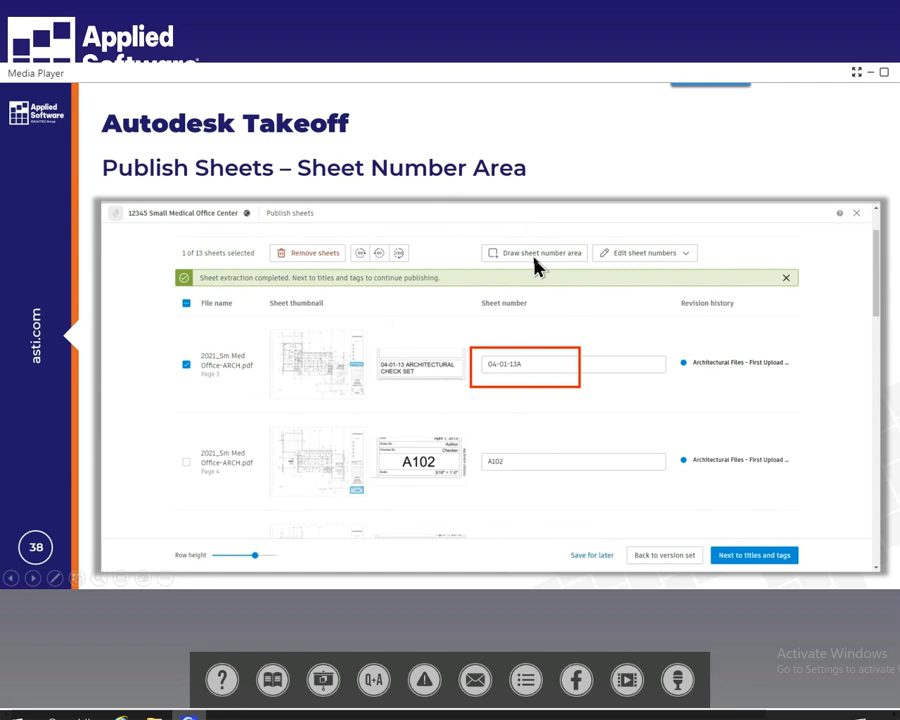 Applied
Software
Media Player
Applied
Software
Autodesk Takeoff
Publish Sheets – Sheet Number Area
12345 Small Medical Office Center
Publish sheets
1 of 13 sheets selected
Remove sheets
Draw sheet number area
Edit sheet numbers
Sheet extraction completed. Next to titles and tags to continue publishing.
File name
Sheet thumbnail
Sheet number
Revision history
2021_Sm Med
Office-ARCH.pdf
Page 3
04-01-13 ARCHITECTURAL
CHECK SET
04-01-13A
Architectural Files - First Upload ...
2021_Sm Med
Office-ARCH.pdf
Page 4
Author
Checker
A102
A102
Architectural Files - First Upload ...
asti.com
38
Row height
Save for later
Back to version set
Next to titles and tags
Activate Windows
Go to Settings to activate
?
Q+A